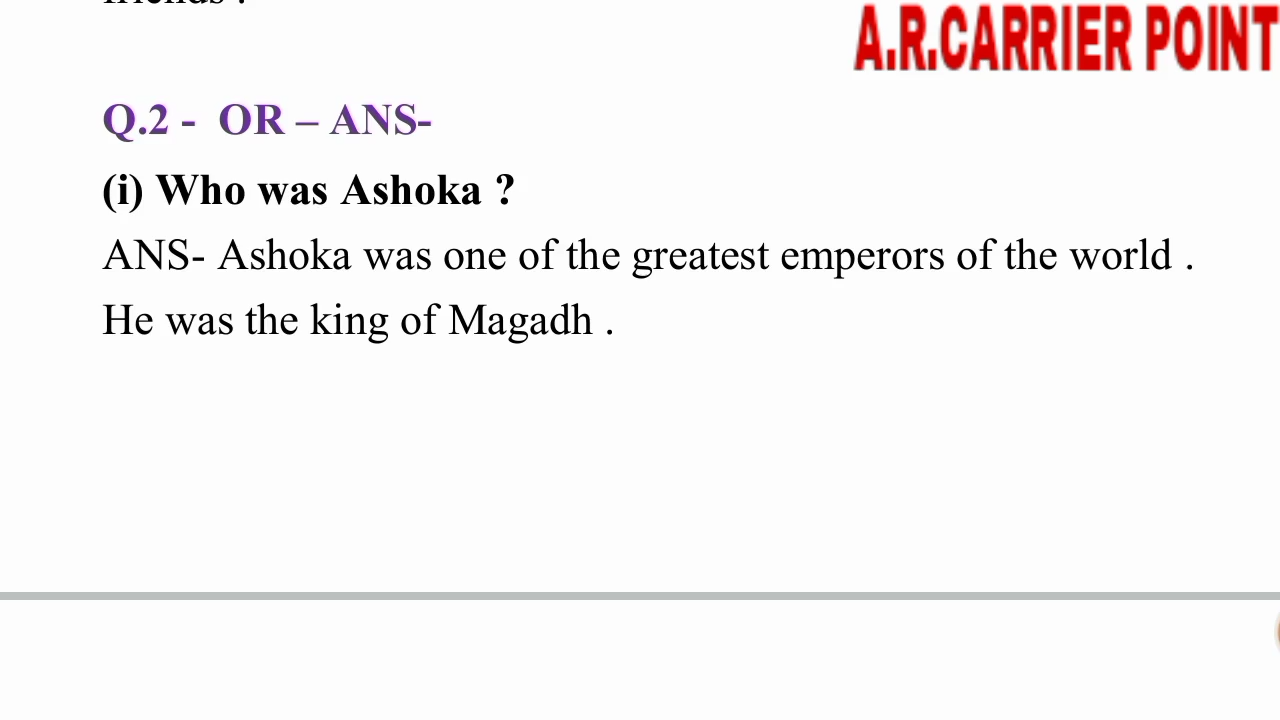 friends .
A.R.CARRIER POINT
Q.2 - OR – ANS-
(i) Who was Ashoka ?
ANS- Ashoka was one of the greatest emperors of the world .
He was the king of Magadh .